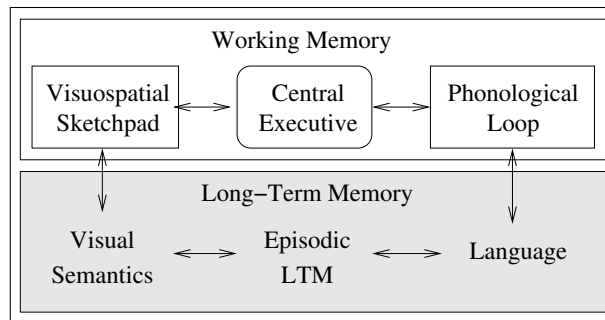 Working Memory
Visuospatial
Sketchpad
Central
Executive
Phonological
Loop
Long−Term Memory
Visual
Semantics
Episodic
LTM
Language